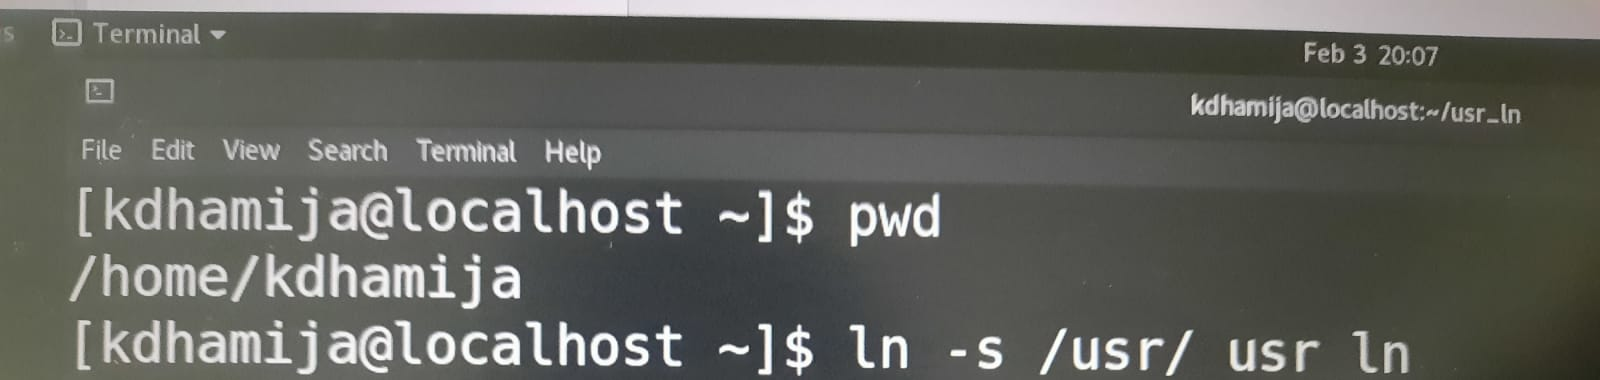 s Terminal
Feb 3 20:07
kdhamija@localhost:~/usr_ln
File Edit View Search Terminal Help
[kdhamija@localhost ~]$ pwd
/home/kdhamija
[kdhamija@localhost ~]$ ln -s /usr/ usr ln